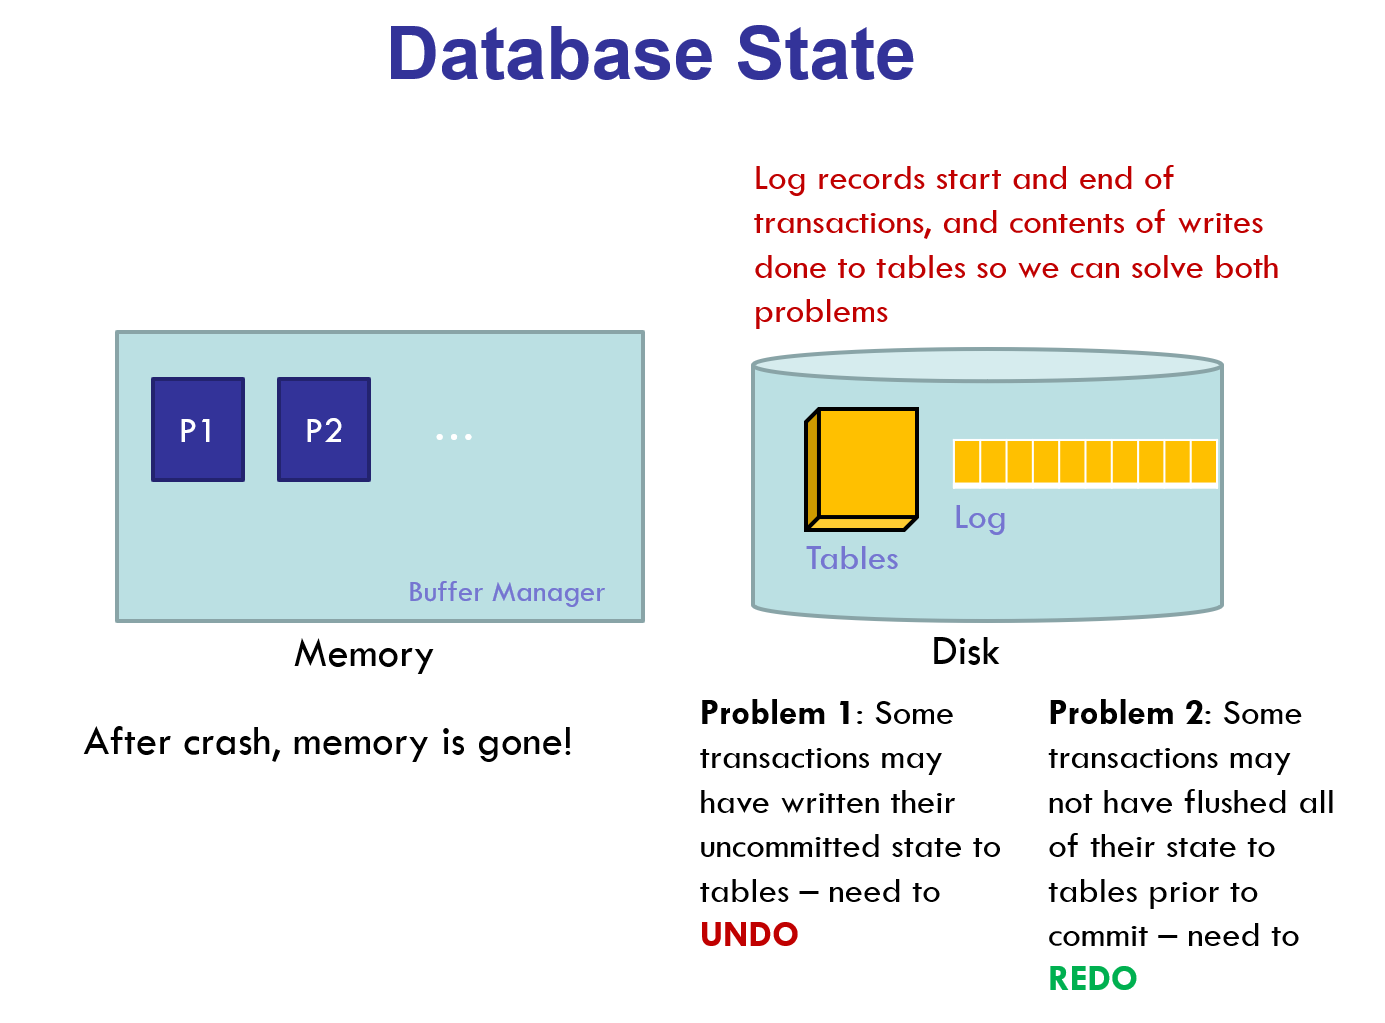 Database State
Log records start and end of
transactions, and contents of writes
done to tables so we can solve both
problems
P1
P2
...
Buffer Manager
Memory
After crash, memory is gone!
Tables
Log
Disk
Problem 1: Some
transactions may
have written their
uncommitted state to
tables – need to
UNDO
Problem 2: Some
transactions may
not have flushed all
of their state to
tables prior to
commit – need to
REDO